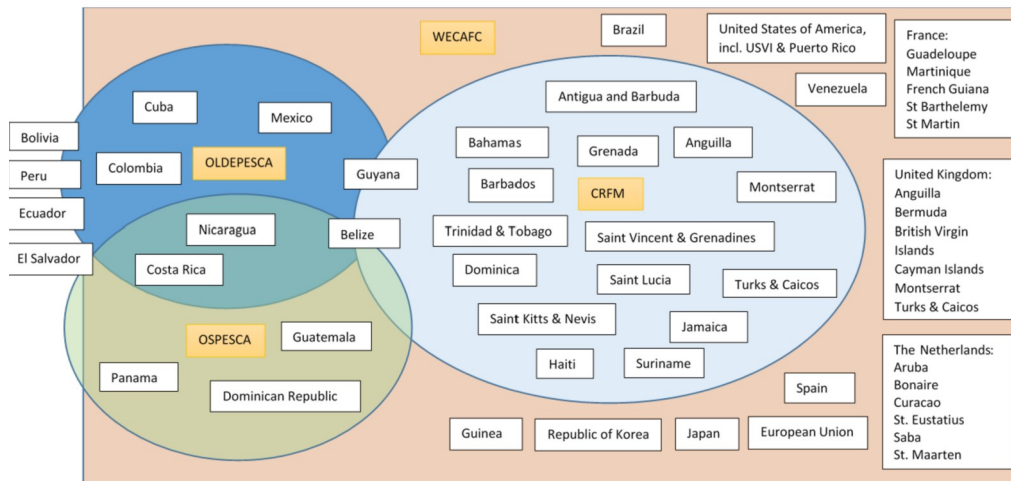 WECAFC
Brazil
United States of America,
incl. USVI & Puerto Rico
Venezuela
France:
Guadeloupe
Martinique
French Guiana
St Barthelemy
St Martin
Cuba
Mexico
Bolivia
Colombia
OLDEPESCA
Guyana
Peru
Ecuador
El Salvador
Nicaragua
Belize
Costa Rica
OSPESCA
Guatemala
Panama
Dominican Republic
Antigua and Barbuda
Bahamas
Grenada
Anguilla
Barbados
CRFM
Montserrat
Trinidad & Tobago
Saint Vincent & Grenadines
Dominica
Saint Lucia
Turks & Caicos
Saint Kitts & Nevis
Jamaica
Haiti
Suriname
United Kingdom:
Anguilla
Bermuda
British Virgin
Islands
Cayman Islands
Montserrat
Turks & Caicos
The Netherlands:
Aruba
Bonaire
Curacao
St. Eustatius
Saba
St. Maarten
Spain
Guinea
Republic of Korea
Japan
European Union